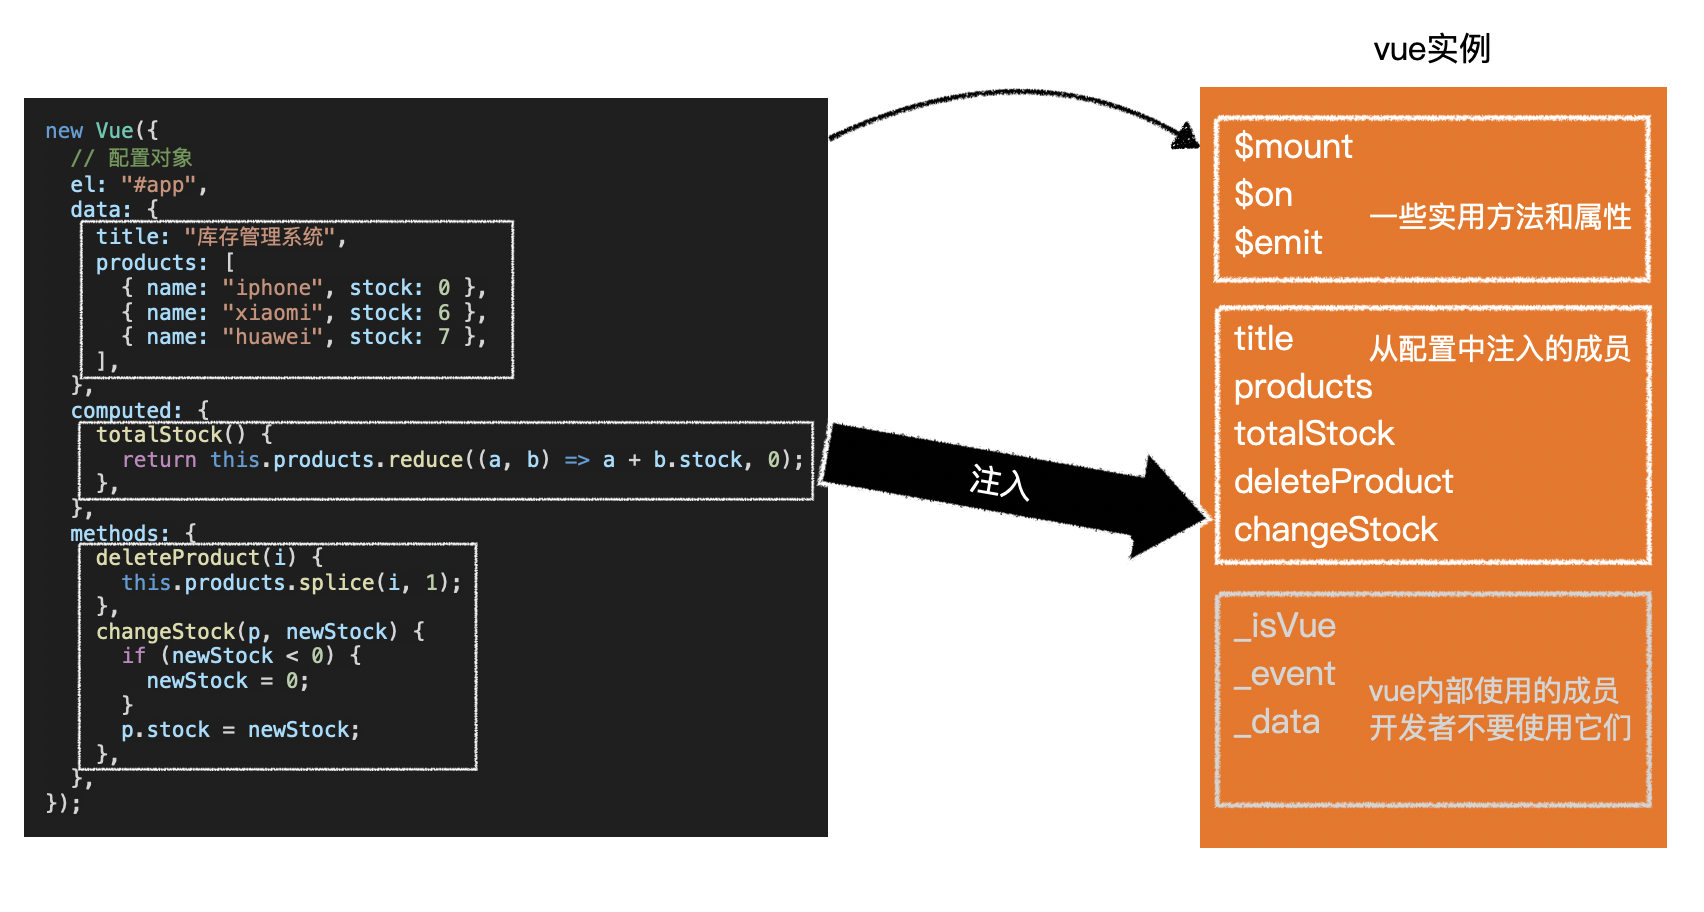 vue实例
new Vue({
  // 配置对象
  el: "#app",
  data: {
    title: "库存管理系统",
    products: [
      { name: "iphone", stock: 0 },
      { name: "xiaomi", stock: 6 },
      { name: "huawei", stock: 7 },
    ],
  },
  computed: {
    totalStock() {
      return this.products.reduce((a, b) => a + b.stock, 0);
    },
  },
  methods: {
    deleteProduct(i) {
      this.products.splice(i, 1);
    },
    changeStock(p, newStock) {
      if (newStock < 0) {
        newStock = 0;
      }
      p.stock = newStock;
    },
  },
});
注入
$mount
$on
一些实用方法和属性
$emit
title
从配置中注入的成员
products
totalStock
deleteProduct
changeStock
_isVue
_event
_data
vue内部使用的成员
开发者不要使用它们